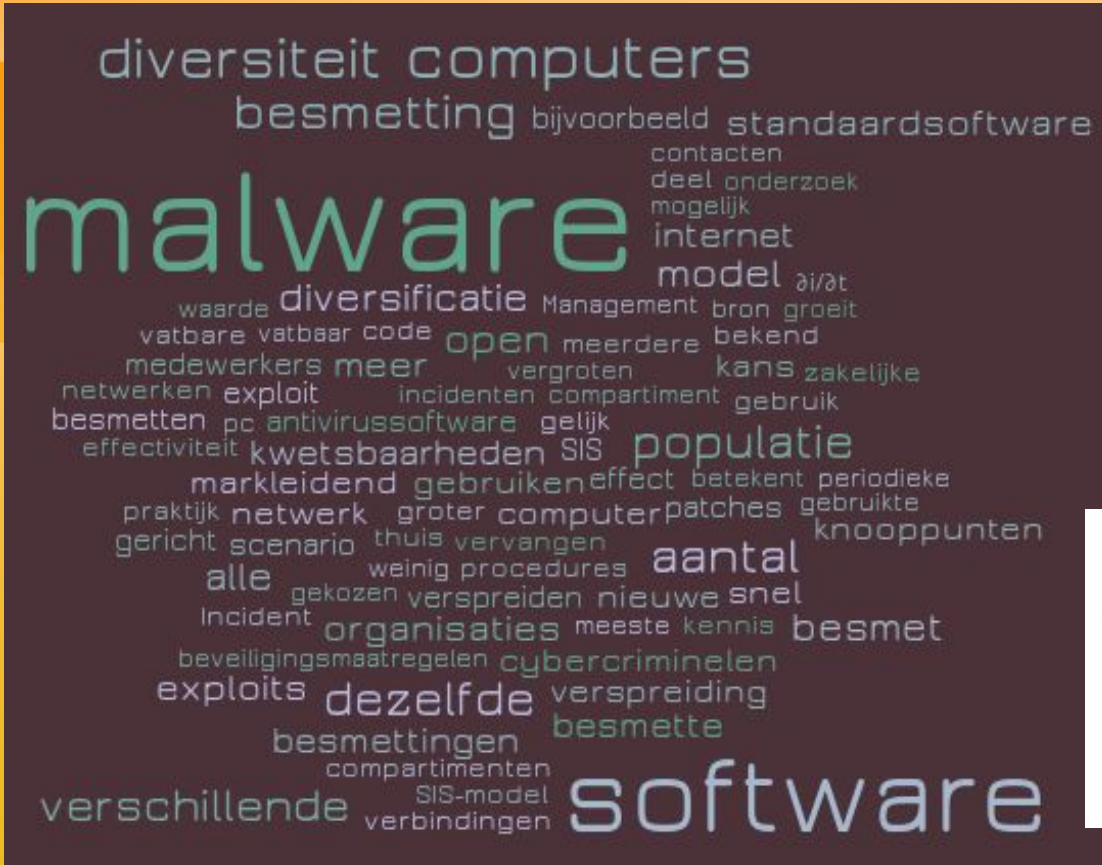 diversiteit computers
besmetting bijvoorbeeld standaardsoftware
contacten
deel onderzoek
mogelijk
malware
internet
model ∂i/∂t
waarde diversificatie Management bron groeit
vatbare vatbaar code open meerdere bekend
medewerkers meer vergroten kans zakelijke
netwerken exploit incidenten compartiment gebruik
besmetten pc antivirussoftware gelijk
effectiviteit kwetsbaarheden SIS populatie
markleidend gebruiken effect betekent periodieke
praktijk netwerk groter computer patches gebruikte
gericht scenario thuis vervangen knooppunten
alle weinig procedures aantal
gekozen verspreiden nieuwe snel
Incident organisaties meeste kennis besmet
beveiligingsmaatregelen cybercriminelen
exploits dezelfde verspreiding
besmettingen besmette
compartimenten
verschillende SIS-model software
verbindingen